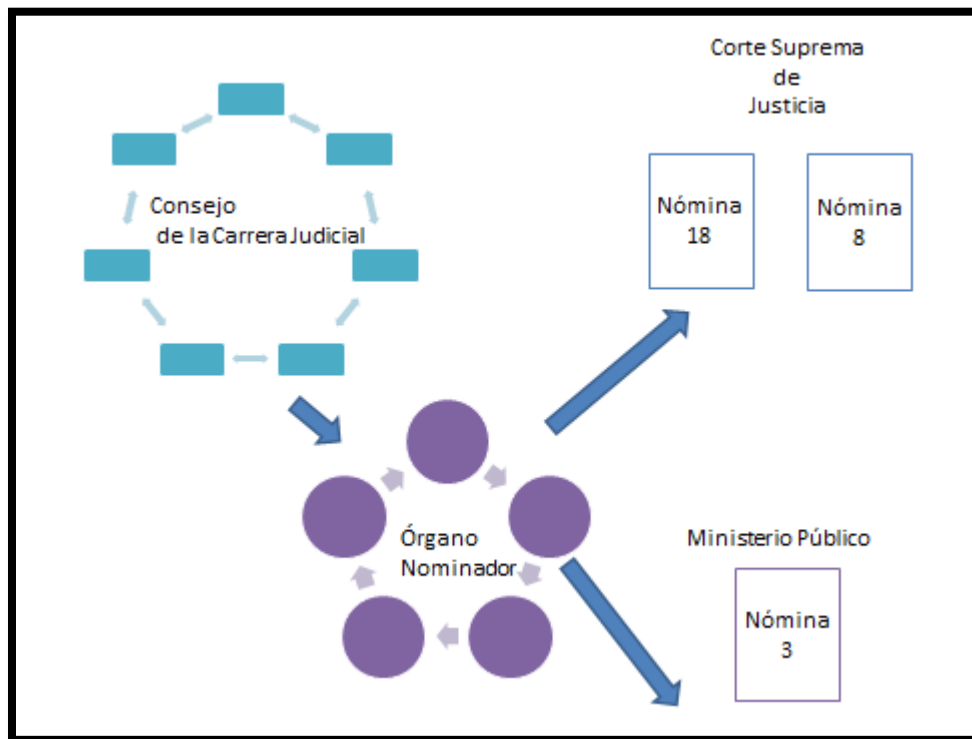 Corte Suprema
de
Justicia
Consejo
de la Carrera Judicial
Nómina
18
Nómina
8
Órgano
Nominador
Ministerio Público
Nómina
3